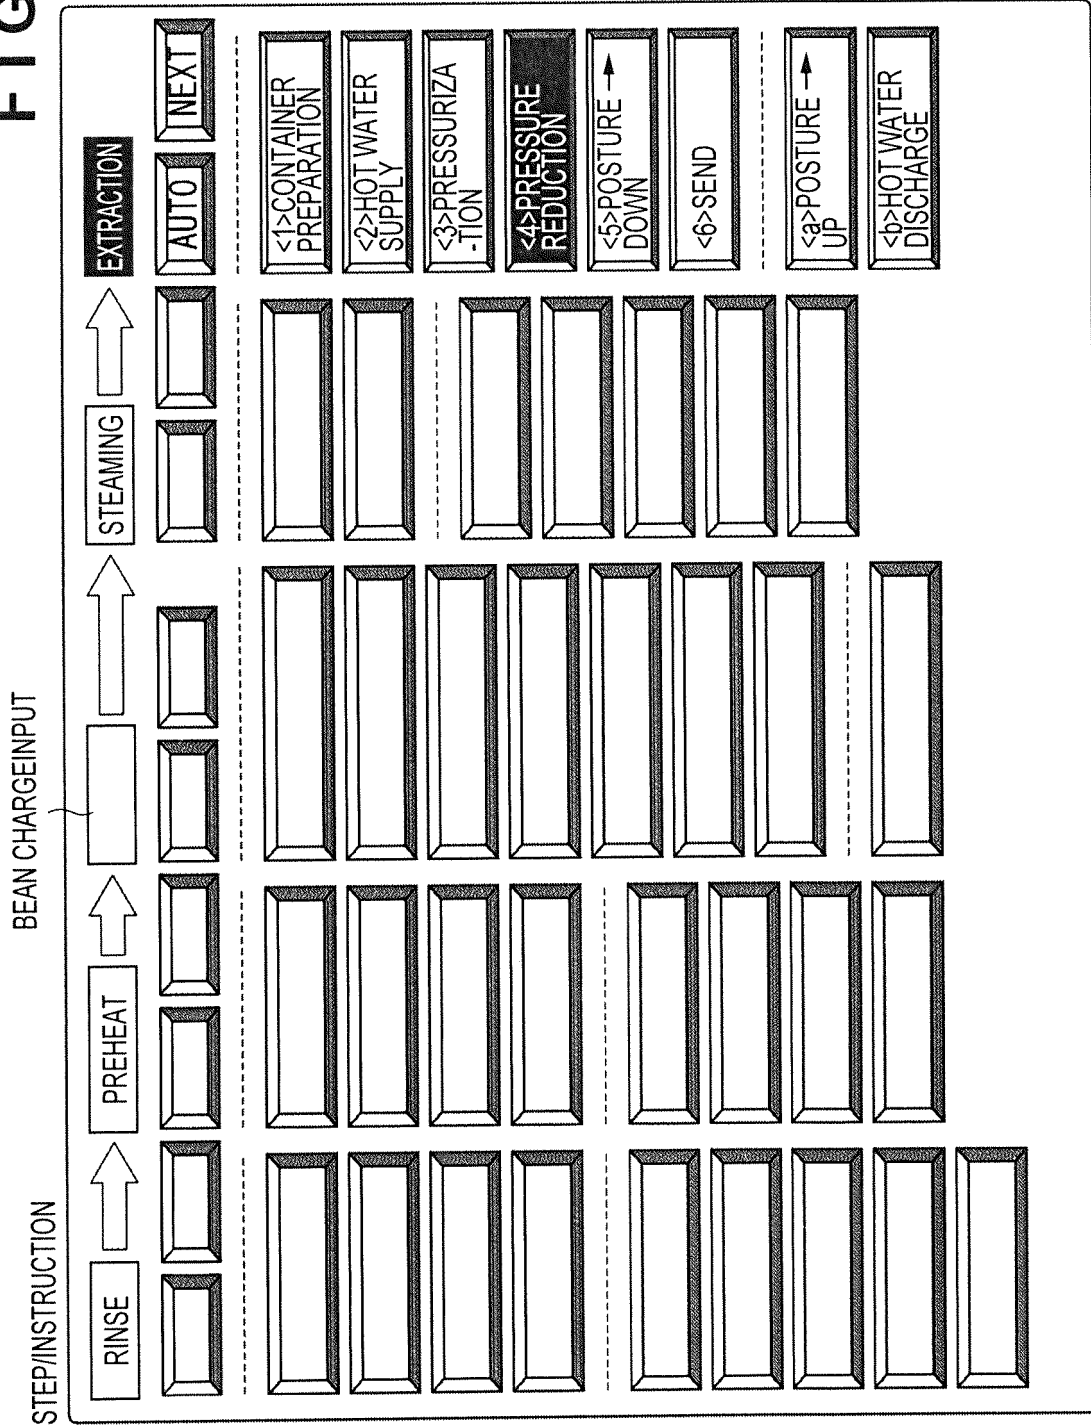 FIG
STEP/INSTRUCTION
BEAN CHARGEINPUT
RINSE
PREHEAT
STEAMING
EXTRACTION
AUTO
NEXT
<1>CONTAINER
PREPARATION
<2>HOT WATER
SUPPLY
<3>PRESSURIZA
-TION
<4>PRESSURE
REDUCTION
<5>POSTURE →
DOWN
<6>SEND
<a>POSTURE →
UP
<b>HOT WATER
DISCHARGE